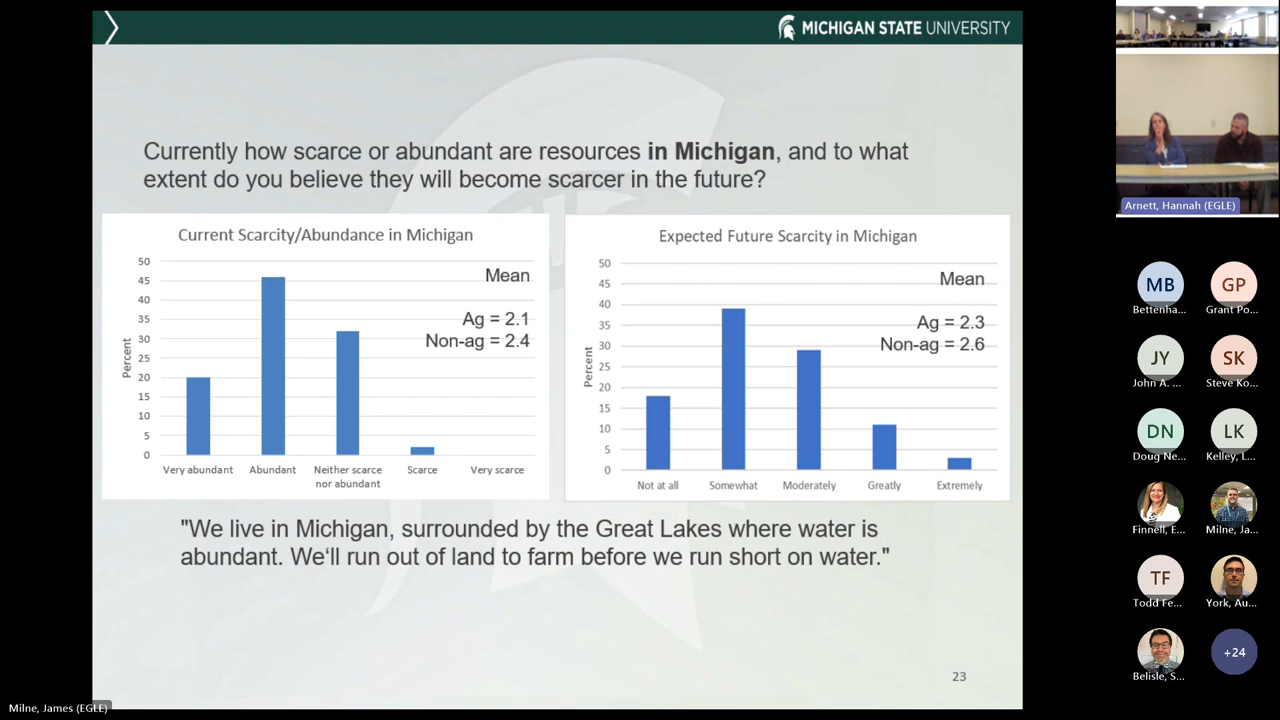 MICHIGAN STATE UNIVERSITY
Currently how scarce or abundant are resources in Michigan, and to what
extent do you believe they will become scarcer in the future?
Current Scarcity/Abundance in Michigan
Mean
Ag = 2.1
Non-ag = 2.4
Percent
50
45
40
35
30
25
20
15
10
5
0
Very abundant
Abundant
Neither scarce
nor abundant
Scarce
Very scarce
Expected Future Scarcity in Michigan
Mean
Ag = 2.3
Non-ag = 2.6
Percent
50
45
40
35
30
25
20
15
10
5
0
Not at all
Somewhat
Moderately
Greatly
Extremely
"We live in Michigan, surrounded by the Great Lakes where water is
abundant. We‘ll run out of land to farm before we run short on water."
23
Milne, James (EGLE)
Arnett, Hannah (EGLE)
MB
Bettenha...
GP
Grant Po...
JY
John A. ...
SK
Steve Ko...
DN
Doug Ne...
LK
Kelley, L...
Finnell, E...
Milne, Ja...
TF
Todd Fe...
York, Au...
Belisle, S...
+24